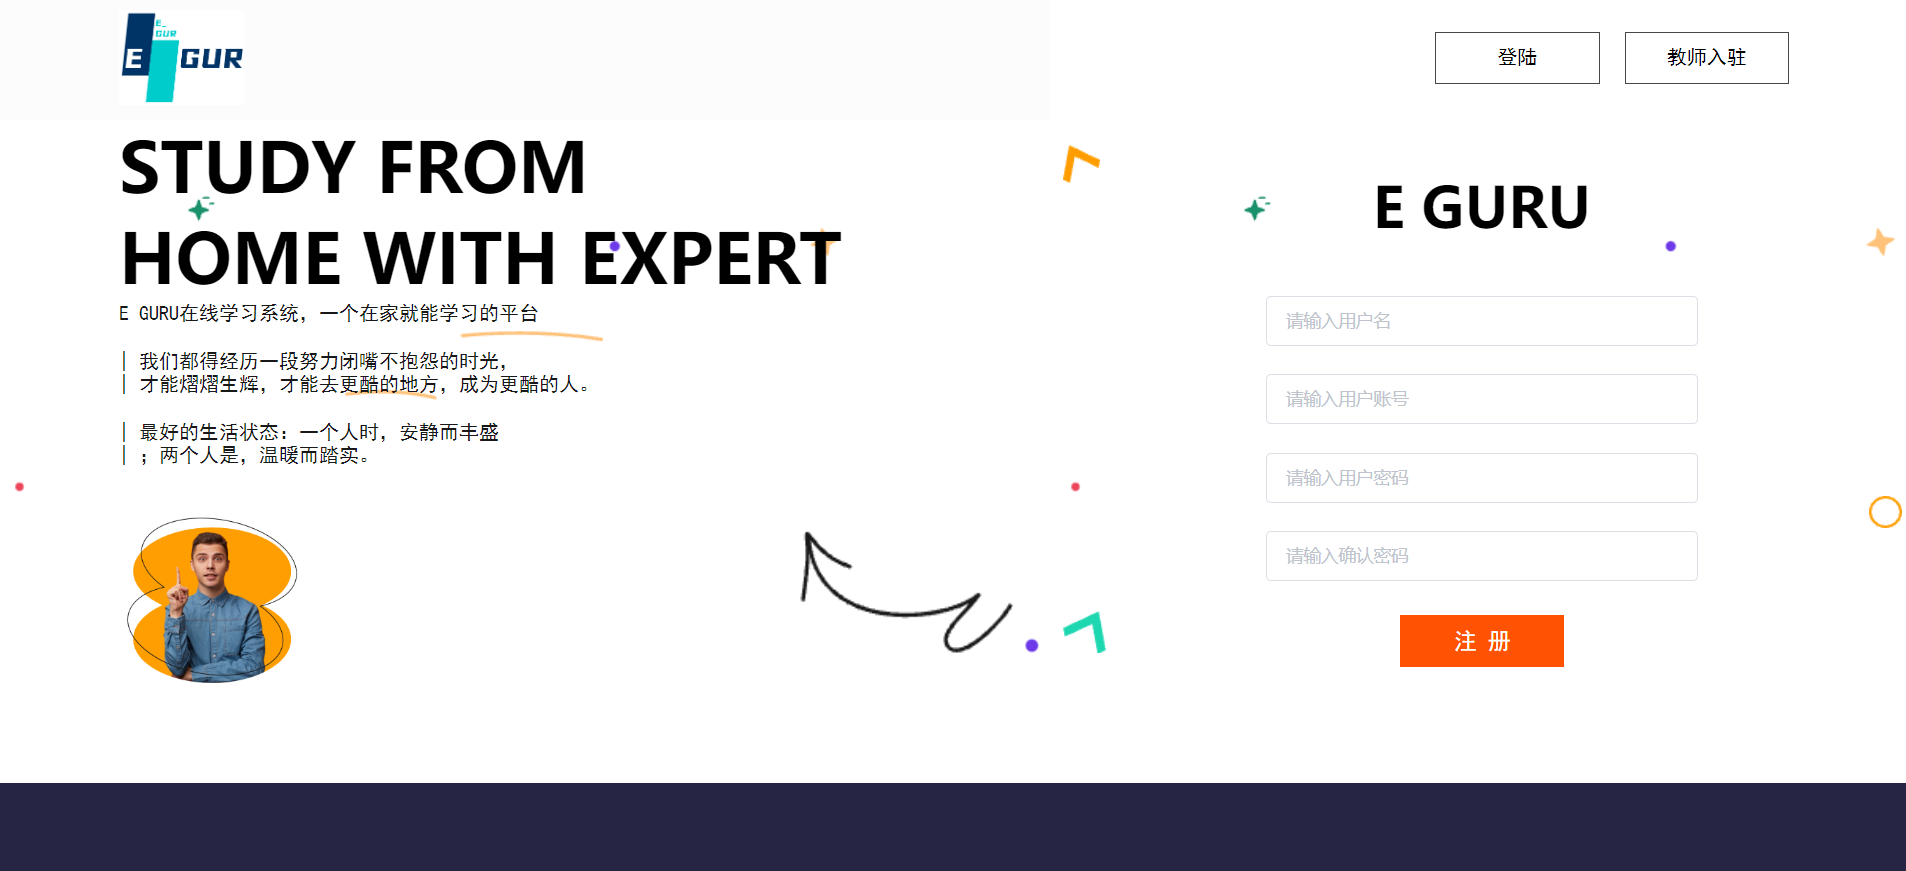 E_
GUR
E GUR
登陆
教师入驻
STUDY FROM
HOME WITH EXPERT
E GURU在线学习系统，一个在家就能学习的平台
我们都得经历一段努力闭嘴不抱怨的时光，
才能熠熠生辉，才能去更酷的地方，成为更酷的人。
最好的生活状态：一个人时，安静而丰盛
；两个人是，温暖而踏实。
E GURU
请输入用户名
请输入用户账号
请输入用户密码
请输入确认密码
注 册